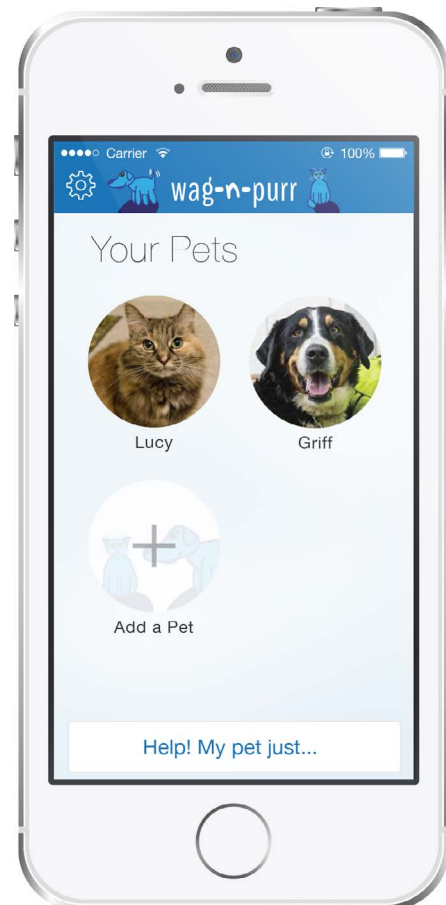 Carrier 100%
wag-n-purr
Your Pets
Lucy Griff
Add a Pet
Help! My pet just...